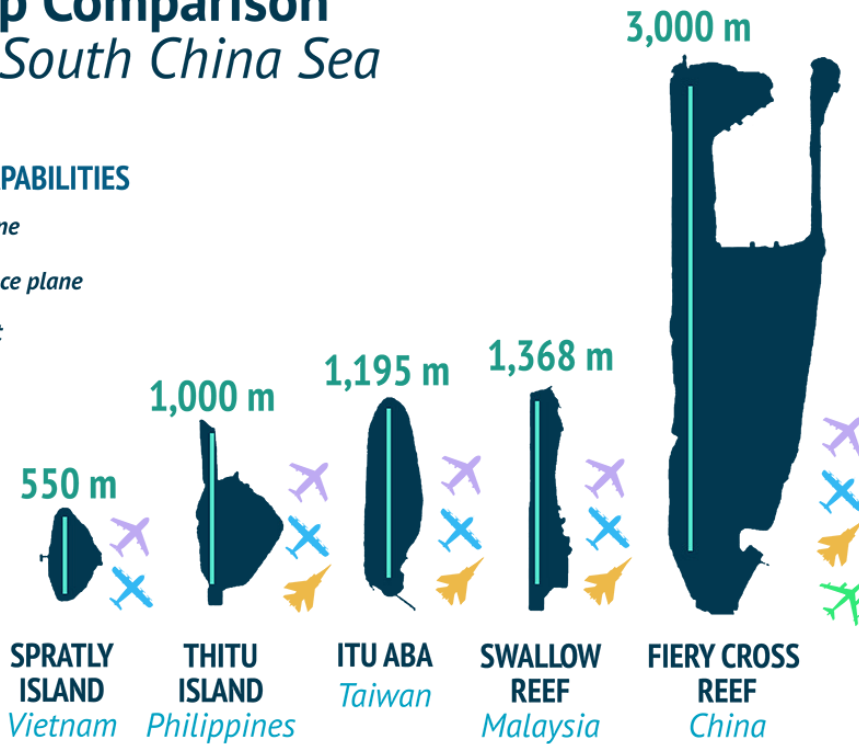 p Comparison
South China Sea
PABILITIES
ne
ce plane
t
3,000 m
1,368 m
1,195 m
1,000 m
550 m
SPRATLY
ISLAND
Vietnam
THITU
ISLAND
Philippines
ITU ABA
Taiwan
SWALLOW
REEF
Malaysia
FIERY CROSS
REEF
China